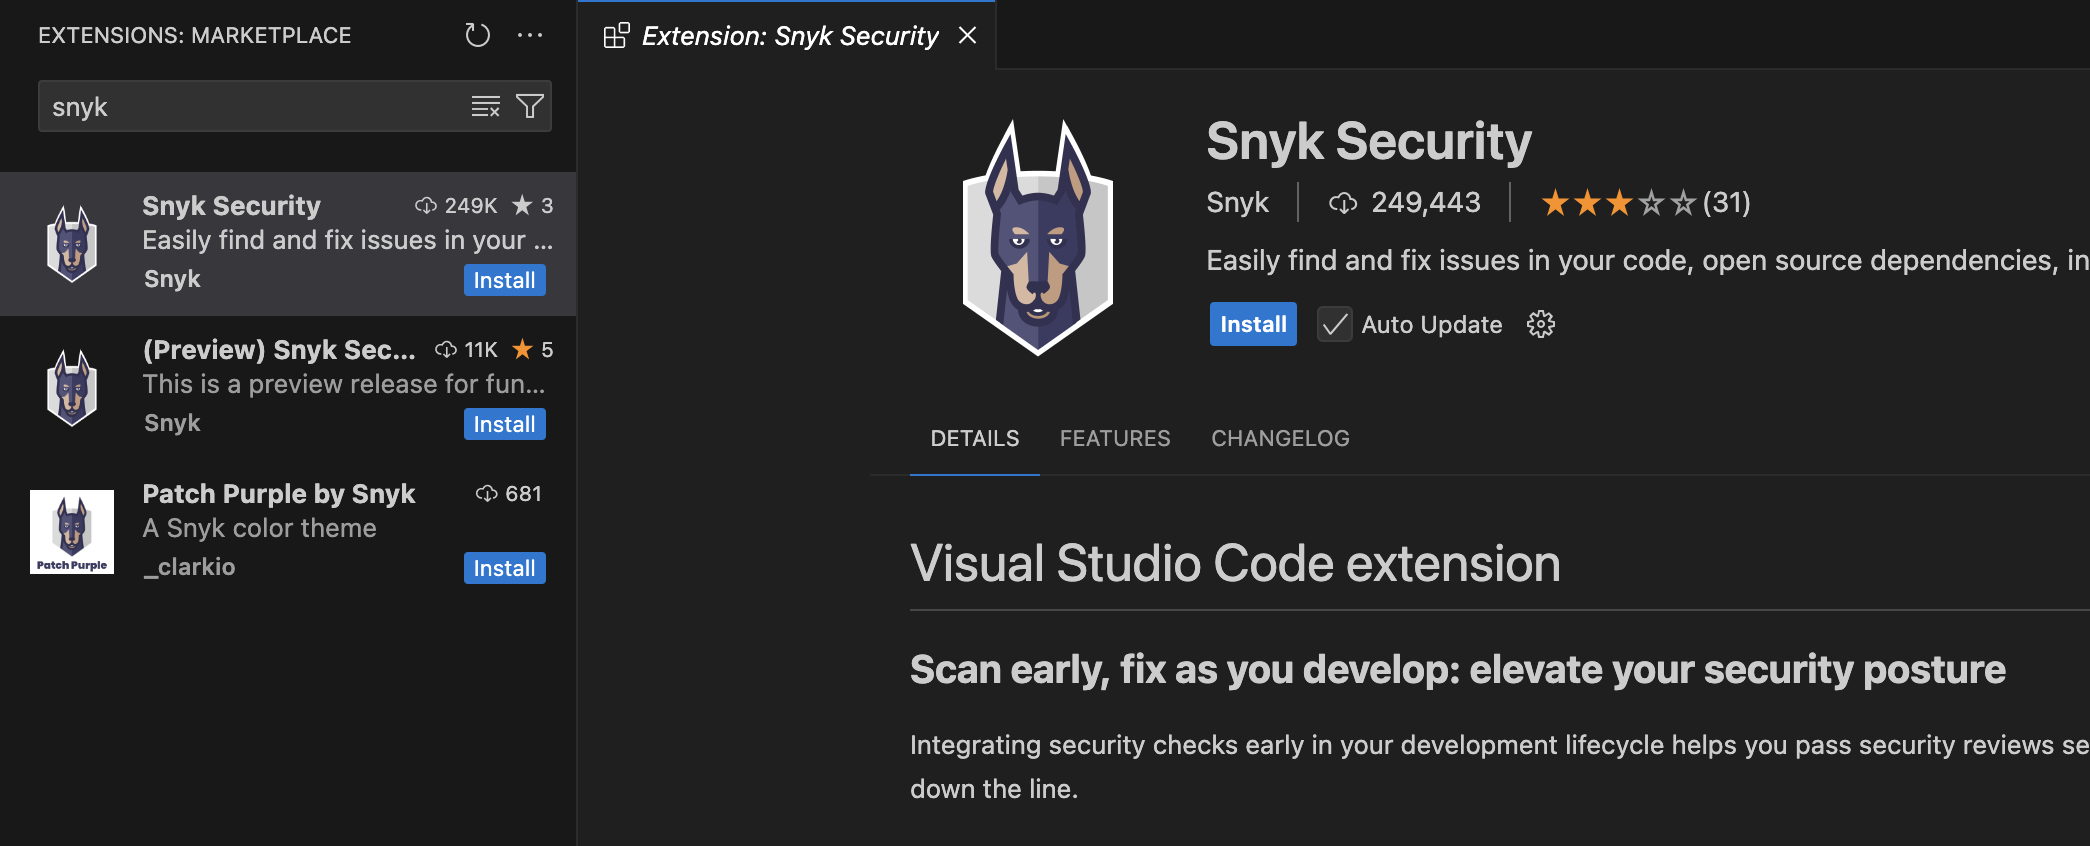 EXTENSIONS: MARKETPLACE
snyk
Snyk Security 249K 3
Easily find and fix issues in your ...
Snyk Install
(Preview) Snyk Sec... 11K 5
This is a preview release for fun...
Snyk Install
Patch Purple by Snyk 681
A Snyk color theme
_clarkio Install
Patch Purple
Extension: Snyk Security
Snyk Security
Snyk 249,443 (31)
Easily find and fix issues in your code, open source dependencies, in
Install Auto Update
DETAILS FEATURES CHANGELOG
Visual Studio Code extension
Scan early, fix as you develop: elevate your security posture
Integrating security checks early in your development lifecycle helps you pass security reviews se
down the line.